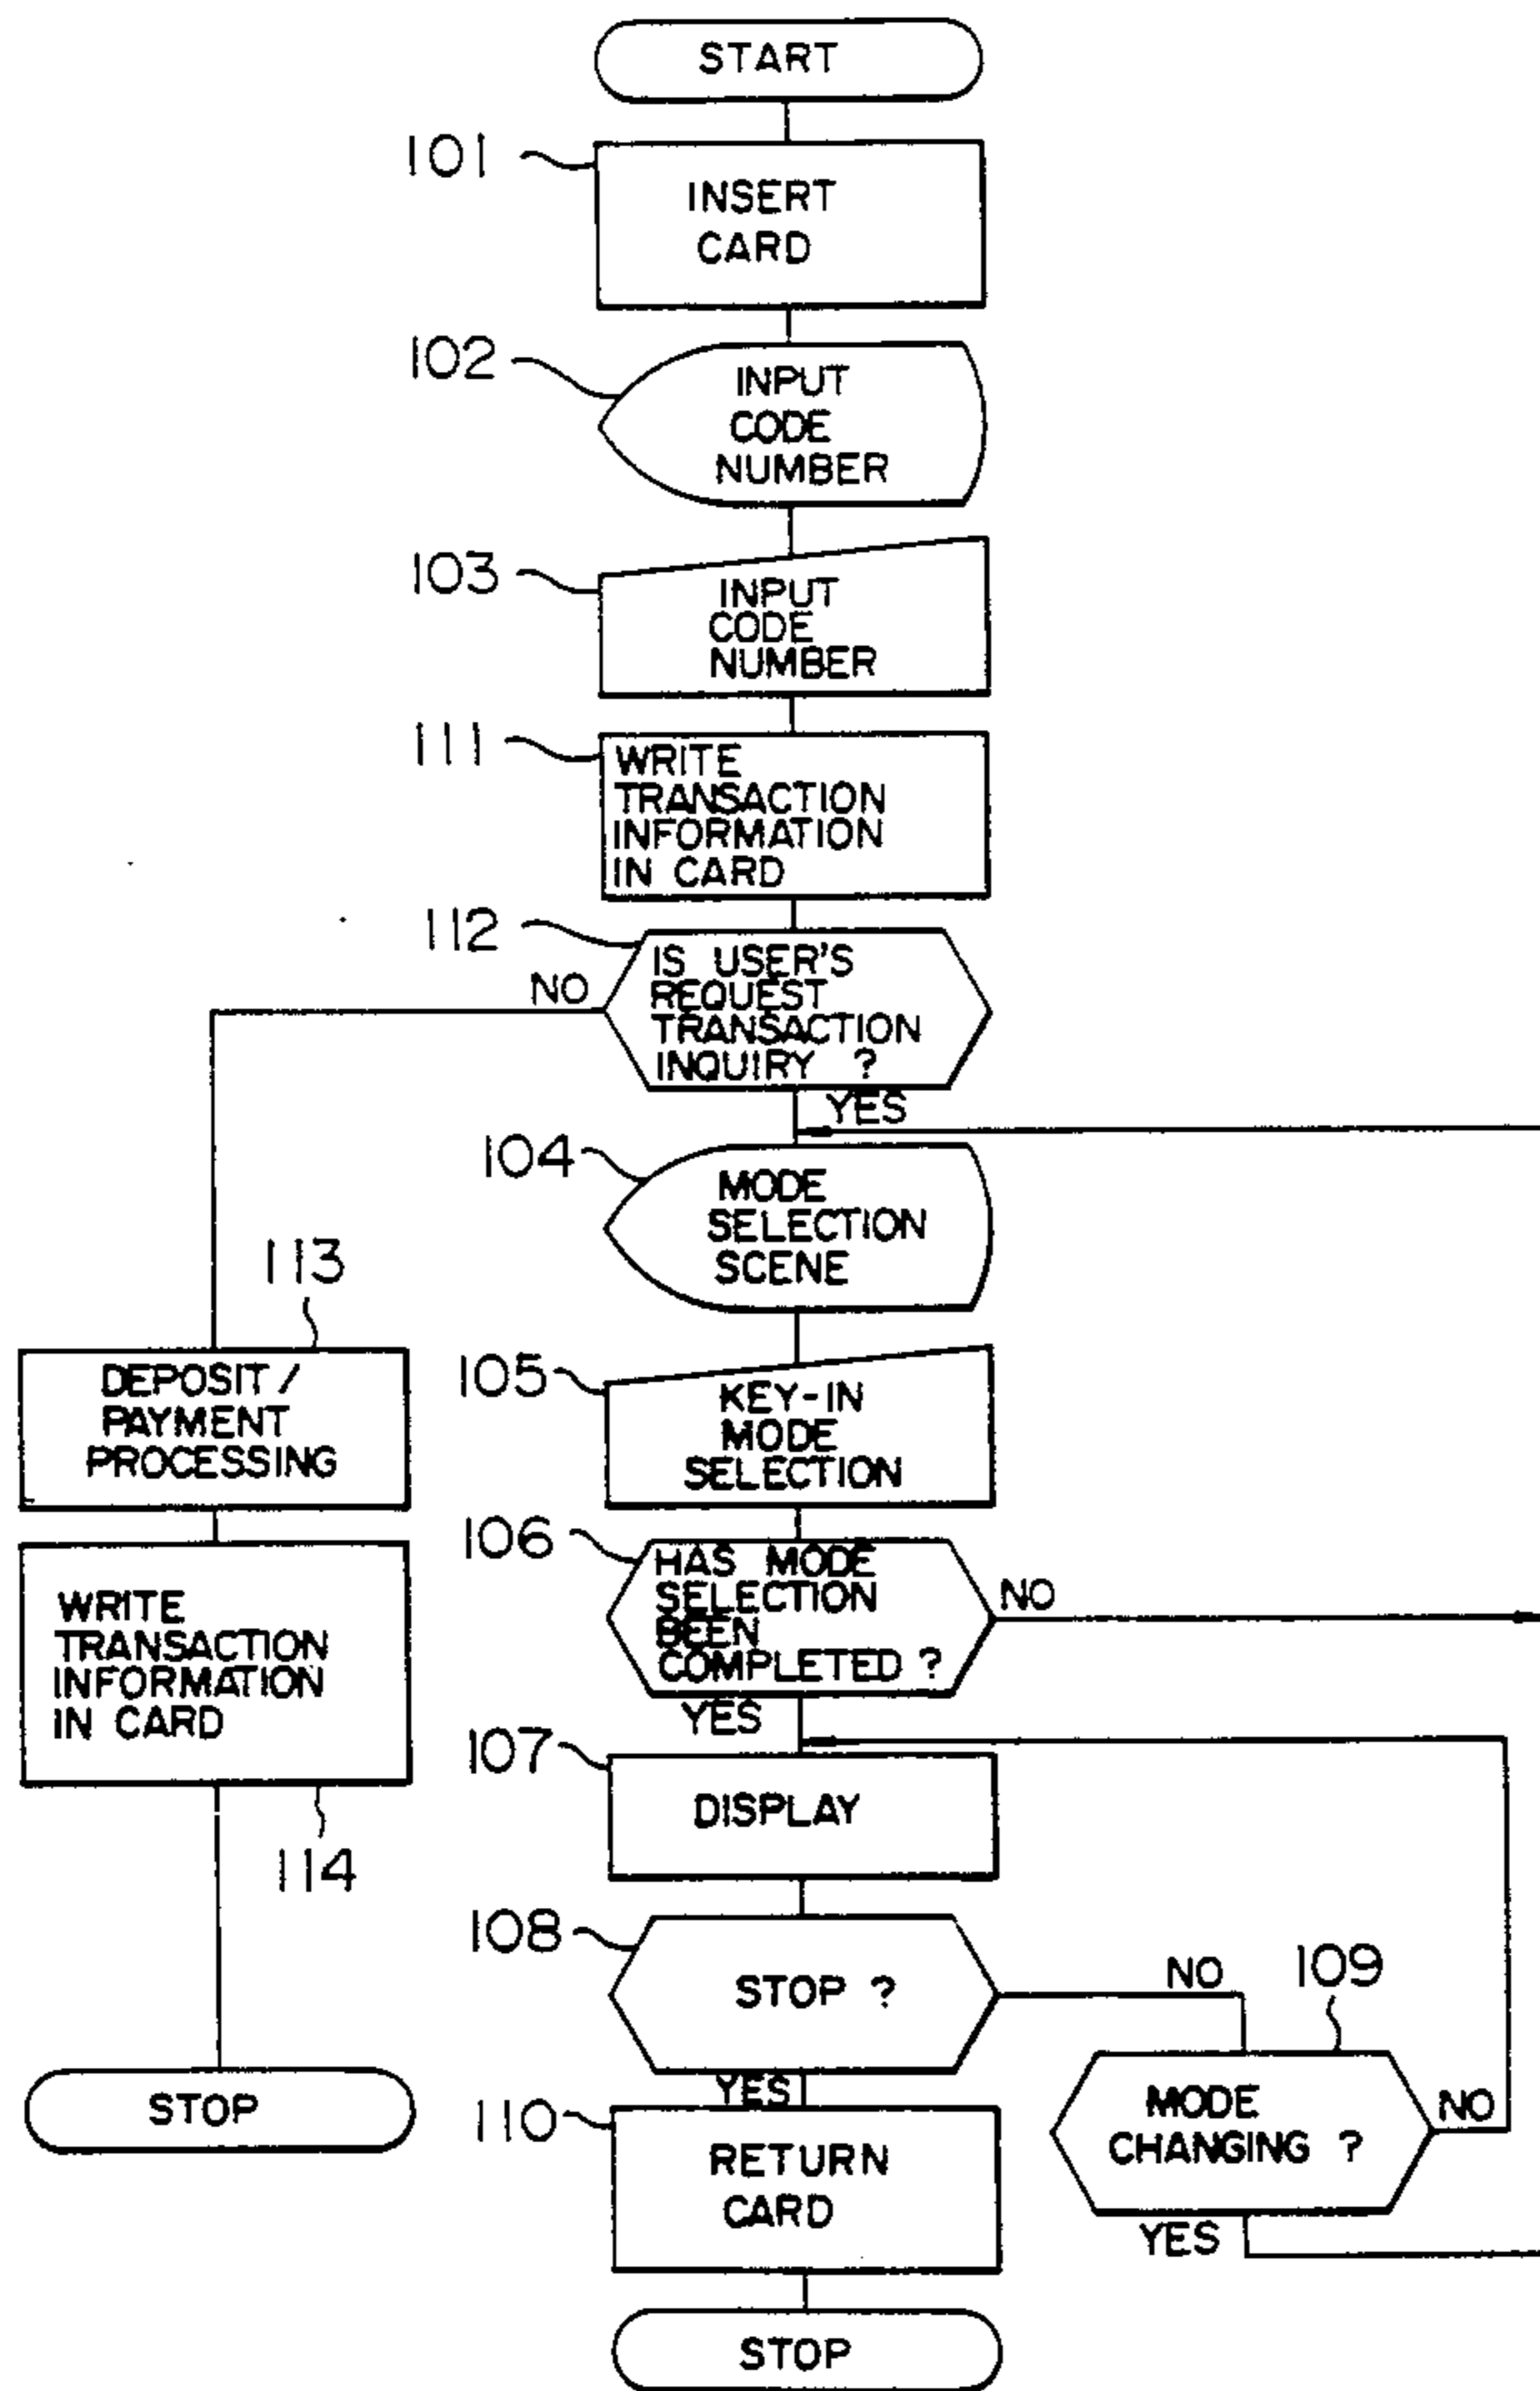 START
101
INSERT
CARD
102
INPUT
CODE
NUMBER
103
INPUT
CODE
NUMBER
111
WRITE
TRANSACTION
INFORMATION
IN CARD
112
IS USER'S
REQUEST
TRANSACTION
INQUIRY ?
NO
YES
104
MODE
SELECTION
SCENE
113
DEPOSIT/
PAYMENT
PROCESSING
105
KEY-IN
MODE
SELECTION
106
HAS MODE
SELECTION
BEEN
COMPLETED ?
NO
YES
WRITE
TRANSACTION
INFORMATION
IN CARD
114
107
DISPLAY
108
STOP ?
NO
YES
109
MODE
CHANGING ?
NO
YES
STOP
110
RETURN
CARD
STOP